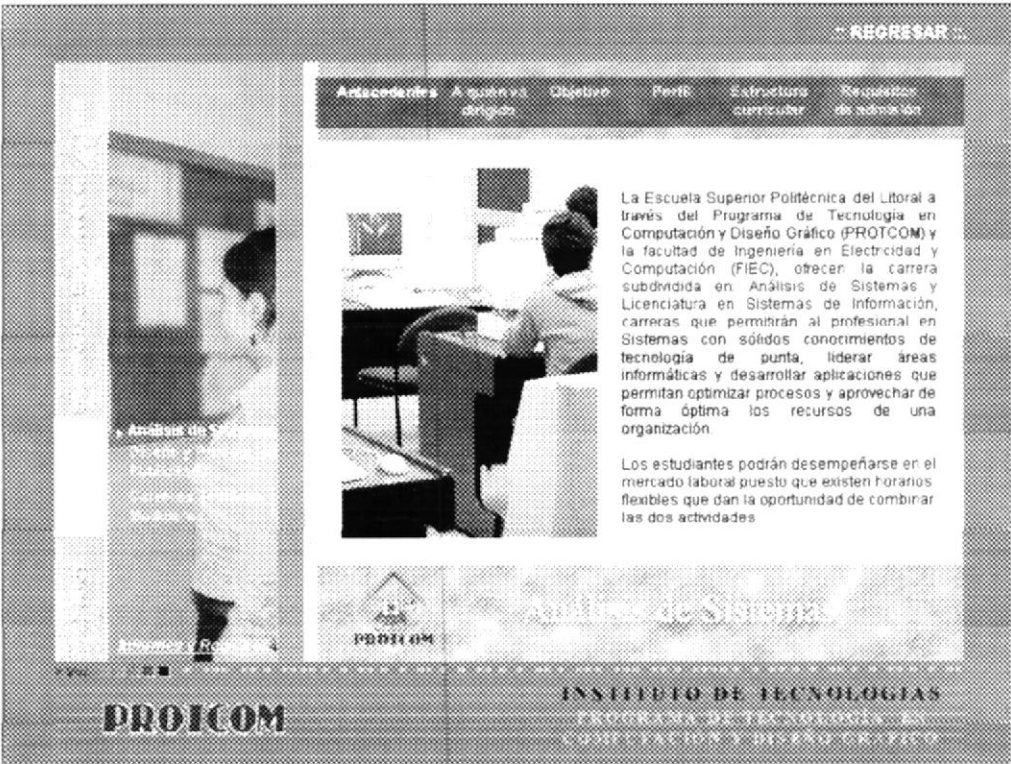 :: REGRESAR ::.
Antecedentes A quién va dirigido Objetivo Perfil Estructura curricular Requisitos de admisión
La Escuela Superior Politécnica del Litoral a
través del Programa de Tecnología en
Computación y Diseño Gráfico (PROTCOM) y
la facultad de Ingeniería en Electrcidad y
Computación (FIEC), ofrecen la carrera
subdividida en Análisis de Sistemas y
Licenciatura en Sistemas de Información,
carreras que permitirán al profesional en
Sistemas con sólidos conocimientos de
tecnología de punta, liderar áreas
informáticas y desarrollar aplicaciones que
permitan optimizar procesos y aprovechar de
forma óptima los recursos de una
organización.
Los estudiantes podrán desempeñarse en el
mercado laboral puesto que existen horarios
flexibles que dan la oportunidad de combinar
las dos actividades
Análisis de
PROTCOM
Análisis de Sistemas
PROTCOM
INSTITUTO DE TECNOLOGIAS
PROGRAMA DE TECNOLOGÍA EN
COMPUTACION Y DISEÑO GRAFICO